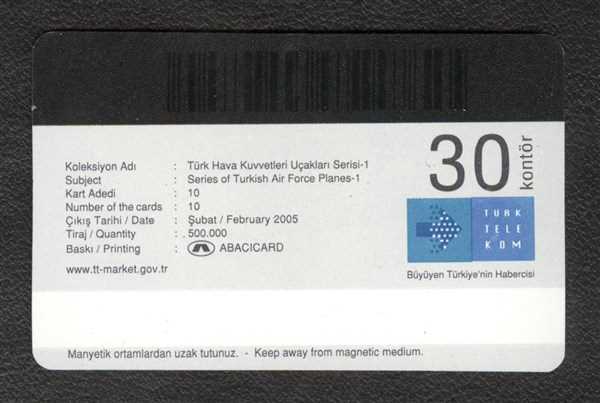 30 kontör
Koleksiyon Adı : Türk Hava Kuvvetleri Uçakları Serisi-1
Subject : Series of Turkish Air Force Planes-1
Kart Adedi : 10
Number of the cards : 10
Çıkış Tarihi / Date : Şubat / February 2005
Tiraj / Quantity : 500.000
Baskı / Printing : ABACICARD
www.tt-market.gov.tr
TURK
TELE
KOM
Büyüyen Türkiye'nin Habercisi
Manyetik ortamlardan uzak tutunuz. - Keep away from magnetic medium.